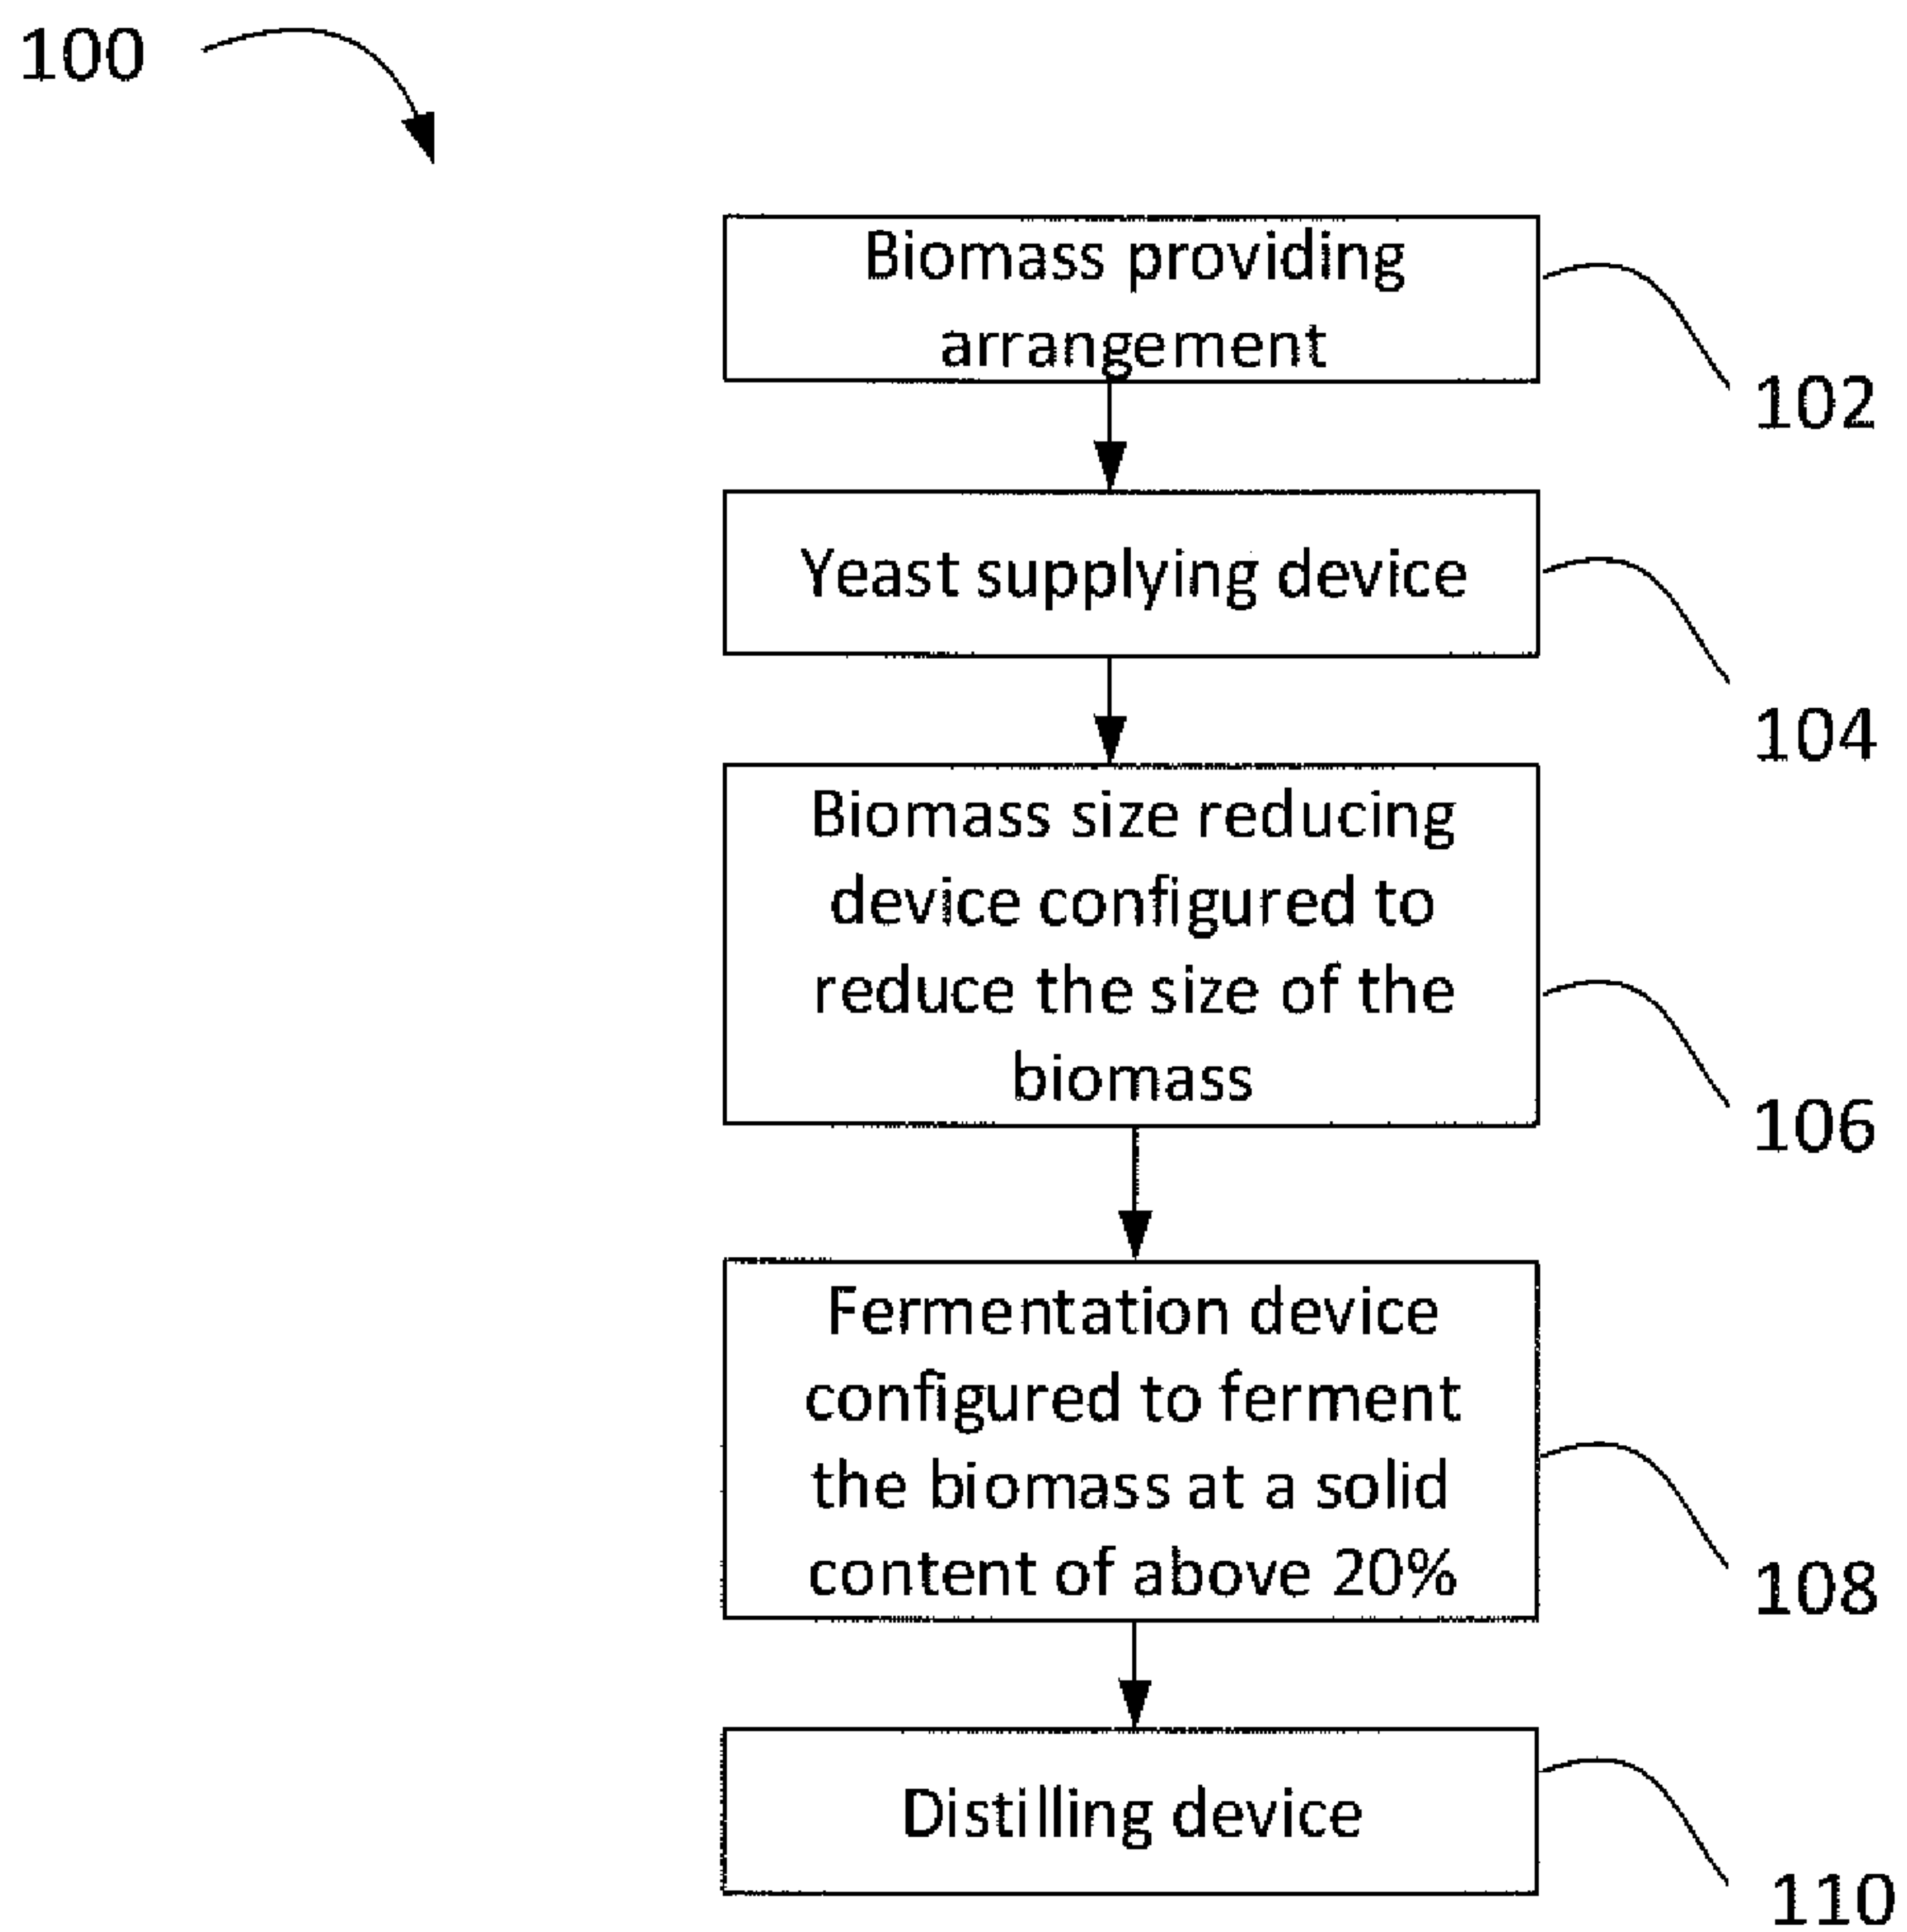 100
Biomass providing
arrangement
102
Yeast supplying device
104
Biomass size reducing
device configured to
reduce the size of the
biomass
106
Fermentation device
configured to ferment
the biomass at a solid
content of above 20%
108
Distilling device
110